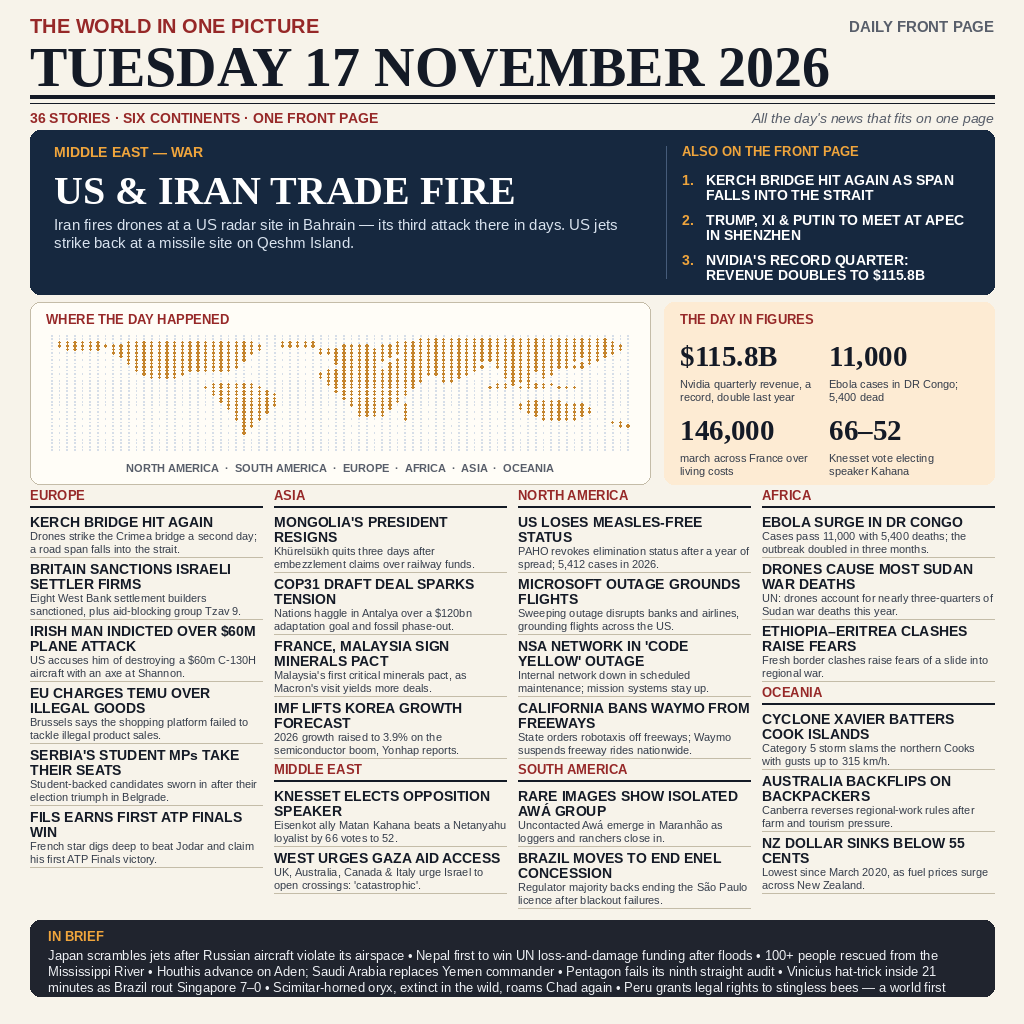 THE WORLD IN ONE PICTURE
DAILY FRONT PAGE
TUESDAY 17 NOVEMBER 2026
36 STORIES · SIX CONTINENTS · ONE FRONT PAGE
All the day's news that fits on one page
MIDDLE EAST — WAR
US & IRAN TRADE FIRE
Iran fires drones at a US radar site in Bahrain — its third attack there in days. US jets
strike back at a missile site on Qeshm Island.
ALSO ON THE FRONT PAGE
1. KERCH BRIDGE HIT AGAIN AS SPAN
FALLS INTO THE STRAIT
2. TRUMP, XI & PUTIN TO MEET AT APEC
IN SHENZHEN
3. NVIDIA'S RECORD QUARTER:
REVENUE DOUBLES TO $115.8B
WHERE THE DAY HAPPENED
NORTH AMERICA · SOUTH AMERICA · EUROPE · AFRICA · ASIA · OCEANIA
THE DAY IN FIGURES
$115.8B
Nvidia quarterly revenue, a
record, double last year
11,000
Ebola cases in DR Congo;
5,400 dead
146,000
march across France over
living costs
66–52
Knesset vote electing
speaker Kahana
EUROPE
KERCH BRIDGE HIT AGAIN
Drones strike the Crimea bridge a second day;
a road span falls into the strait.
BRITAIN SANCTIONS ISRAELI
SETTLER FIRMS
Eight West Bank settlement builders
sanctioned, plus aid-blocking group Tzav 9.
IRISH MAN INDICTED OVER $60M
PLANE ATTACK
US accuses him of destroying a $60m C-130H
aircraft with an axe at Shannon.
EU CHARGES TEMU OVER
ILLEGAL GOODS
Brussels says the shopping platform failed to
tackle illegal product sales.
SERBIA'S STUDENT MPs TAKE
THEIR SEATS
Student-backed candidates sworn in after their
election triumph in Belgrade.
FILS EARNS FIRST ATP FINALS
WIN
French star digs deep to beat Jodar and claim
his first ATP Finals victory.
ASIA
MONGOLIA'S PRESIDENT
RESIGNS
Khürelsükh quits three days after
embezzlement claims over railway funds.
COP31 DRAFT DEAL SPARKS
TENSION
Nations haggle in Antalya over a $120bn
adaptation goal and fossil phase-out.
FRANCE, MALAYSIA SIGN
MINERALS PACT
Malaysia's first critical minerals pact, as
Macron's visit yields more deals.
IMF LIFTS KOREA GROWTH
FORECAST
2026 growth raised to 3.9% on the
semiconductor boom, Yonhap reports.
MIDDLE EAST
KNESSET ELECTS OPPOSITION
SPEAKER
Eisenkot ally Matan Kahana beats a Netanyahu
loyalist by 66 votes to 52.
WEST URGES GAZA AID ACCESS
UK, Australia, Canada & Italy urge Israel to
open crossings: 'catastrophic'.
NORTH AMERICA
US LOSES MEASLES-FREE
STATUS
PAHO revokes elimination status after a year of
spread; 5,412 cases in 2026.
MICROSOFT OUTAGE GROUNDS
FLIGHTS
Sweeping outage disrupts banks and airlines,
grounding flights across the US.
NSA NETWORK IN 'CODE
YELLOW' OUTAGE
Internal network down in scheduled
maintenance; mission systems stay up.
CALIFORNIA BANS WAYMO FROM
FREEWAYS
State orders robotaxis off freeways; Waymo
suspends freeway rides nationwide.
SOUTH AMERICA
RARE IMAGES SHOW ISOLATED
AWÁ GROUP
Uncontacted Awá emerge in Maranhão as
loggers and ranchers close in.
BRAZIL MOVES TO END ENEL
CONCESSION
Regulator majority backs ending the São Paulo
licence after blackout failures.
AFRICA
EBOLA SURGE IN DR CONGO
Cases pass 11,000 with 5,400 deaths; the
outbreak doubled in three months.
DRONES CAUSE MOST SUDAN
WAR DEATHS
UN: drones account for nearly three-quarters of
Sudan war deaths this year.
ETHIOPIA–ERITREA CLASHES
RAISE FEARS
Fresh border clashes raise fears of a slide into
regional war.
OCEANIA
CYCLONE XAVIER BATTERS
COOK ISLANDS
Category 5 storm slams the northern Cooks
with gusts up to 315 km/h.
AUSTRALIA BACKFLIPS ON
BACKPACKERS
Canberra reverses regional-work rules after
farm and tourism pressure.
NZ DOLLAR SINKS BELOW 55
CENTS
Lowest since March 2020, as fuel prices surge
across New Zealand.
IN BRIEF
Japan scrambles jets after Russian aircraft violate its airspace • Nepal first to win UN loss-and-damage funding after floods • 100+ people rescued from the
Mississippi River • Houthis advance on Aden; Saudi Arabia replaces Yemen commander • Pentagon fails its ninth straight audit • Vinicius hat-trick inside 21
minutes as Brazil rout Singapore 7–0 • Scimitar-horned oryx, extinct in the wild, roams Chad again • Peru grants legal rights to stingless bees — a world first